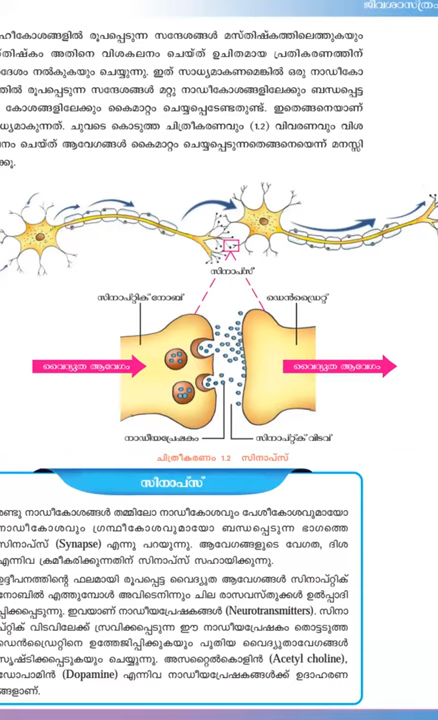 ജീവശാസ്ത്രം
ഹീകോശങ്ങളിൽ രൂപപ്പെടുന്ന സന്ദേശങ്ങൾ മസ്തിഷ്കത്തിലെത്തുകയും
തിഷ്കം അതിനെ വിശകലനം ചെയ്ത് ഉചിതമായ പ്രതികരണത്തിന്
ദേശം നൽകുകയും ചെയ്യുന്നു. ഇത് സാധ്യമാകണമെങ്കിൽ ഒരു നാഡീകോ
ത്തിൽ രൂപപ്പെടുന്ന സന്ദേശങ്ങൾ മറ്റു നാഡീകോശങ്ങളിലേക്കും ബന്ധപ്പെട്ട
കോശങ്ങളിലേക്കും കൈമാറ്റം ചെയ്യപ്പെടേണ്ടതുണ്ട്. ഇതെങ്ങനെയാണ്
ധ്യമാകുന്നത്. ചുവടെ കൊടുത്ത ചിത്രീകരണവും (1.2) വിവരണവും വിശ
നം ചെയ്ത് ആവേഗങ്ങൾ കൈമാറ്റം ചെയ്യപ്പെടുന്നതെങ്ങനെയെന്ന് മനസ്സി
ക്കൂ.
സിനാപ്സ്
സിനാപ്റ്റിക് നോബ്
ഡെൻഡ്രൈറ്റ്
വൈദ്യുത ആവേഗം
വൈദ്യുത ആവേഗം
നാഡീയപ്രേഷകം
സിനാപ്റ്റിക് വിടവ്
ചിത്രീകരണം 1.2 സിനാപ്സ്
സിനാപ്സ്
രണ്ടു നാഡീകോശങ്ങൾ തമ്മിലോ നാഡീകോശവും പേശീകോശവുമായോ
നാഡീകോശവും ഗ്രന്ഥീകോശവുമായോ ബന്ധപ്പെടുന്ന ഭാഗത്തെ
സിനാപ്സ് (Synapse) എന്നു പറയുന്നു. ആവേഗങ്ങളുടെ വേഗത, ദിശ
എന്നിവ ക്രമീകരിക്കുന്നതിന് സിനാപ്സ് സഹായിക്കുന്നു.
ഉദ്ദീപനത്തിന്റെ ഫലമായി രൂപപ്പെട്ട വൈദ്യുത ആവേഗങ്ങൾ സിനാപ്റ്റിക്
നോബിൽ എത്തുമ്പോൾ അവിടെനിന്നും ചില രാസവസ്തുക്കൾ ഉൽപ്പാദി
പ്പിക്കപ്പെടുന്നു. ഇവയാണ് നാഡീയപ്രേഷകങ്ങൾ (Neurotransmitters). സിനാ
പ്റ്റിക് വിടവിലേക്ക് സ്രവിക്കപ്പെടുന്ന ഈ നാഡീയപ്രേഷകം തൊട്ടടുത്ത
ഡെൻഡ്രൈറ്റിനെ ഉത്തേജിപ്പിക്കുകയും പുതിയ വൈദ്യുതാവേഗങ്ങൾ
സൃഷ്ടിക്കപ്പെടുകയും ചെയ്യുന്നു. അസറ്റൈൽകൊളിൻ (Acetyl choline),
ഡോപാമിൻ (Dopamine) എന്നിവ നാഡീയപ്രേഷകങ്ങൾക്ക് ഉദാഹരണ
ങ്ങളാണ്.